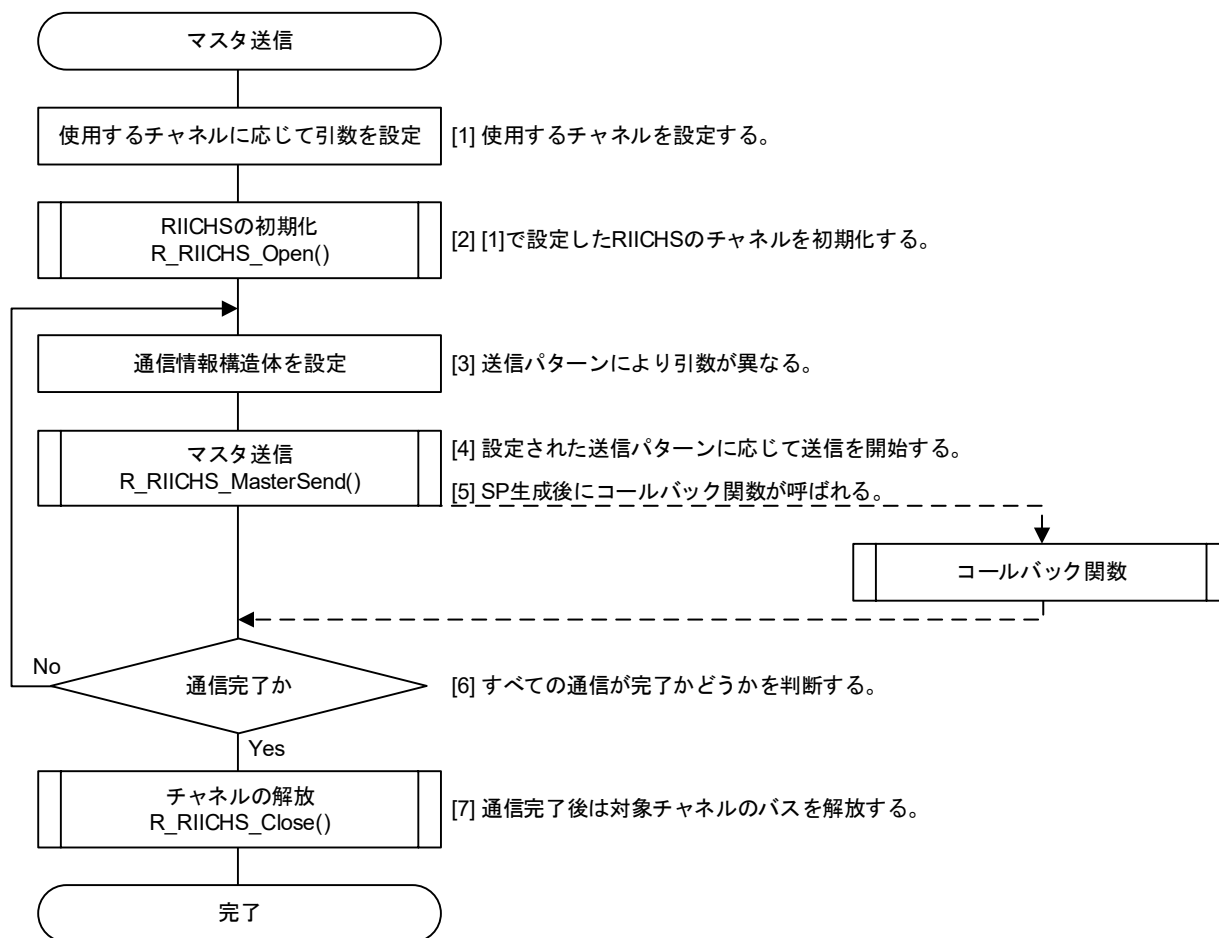 マスタ送信
使用するチャネルに応じて引数を設定
[1] 使用するチャネルを設定する。
RIICHSの初期化
R_RIICHS_Open()
[2] [1]で設定したRIICHSのチャネルを初期化する。
通信情報構造体を設定
[3] 送信パターンにより引数が異なる。
マスタ送信
R_RIICHS_MasterSend()
[4] 設定された送信パターンに応じて送信を開始する。
[5] SP生成後にコールバック関数が呼ばれる。
コールバック関数
No
通信完了か
[6] すべての通信が完了かどうかを判断する。
Yes
チャネルの解放
R_RIICHS_Close()
[7] 通信完了後は対象チャネルのバスを解放する。
完了